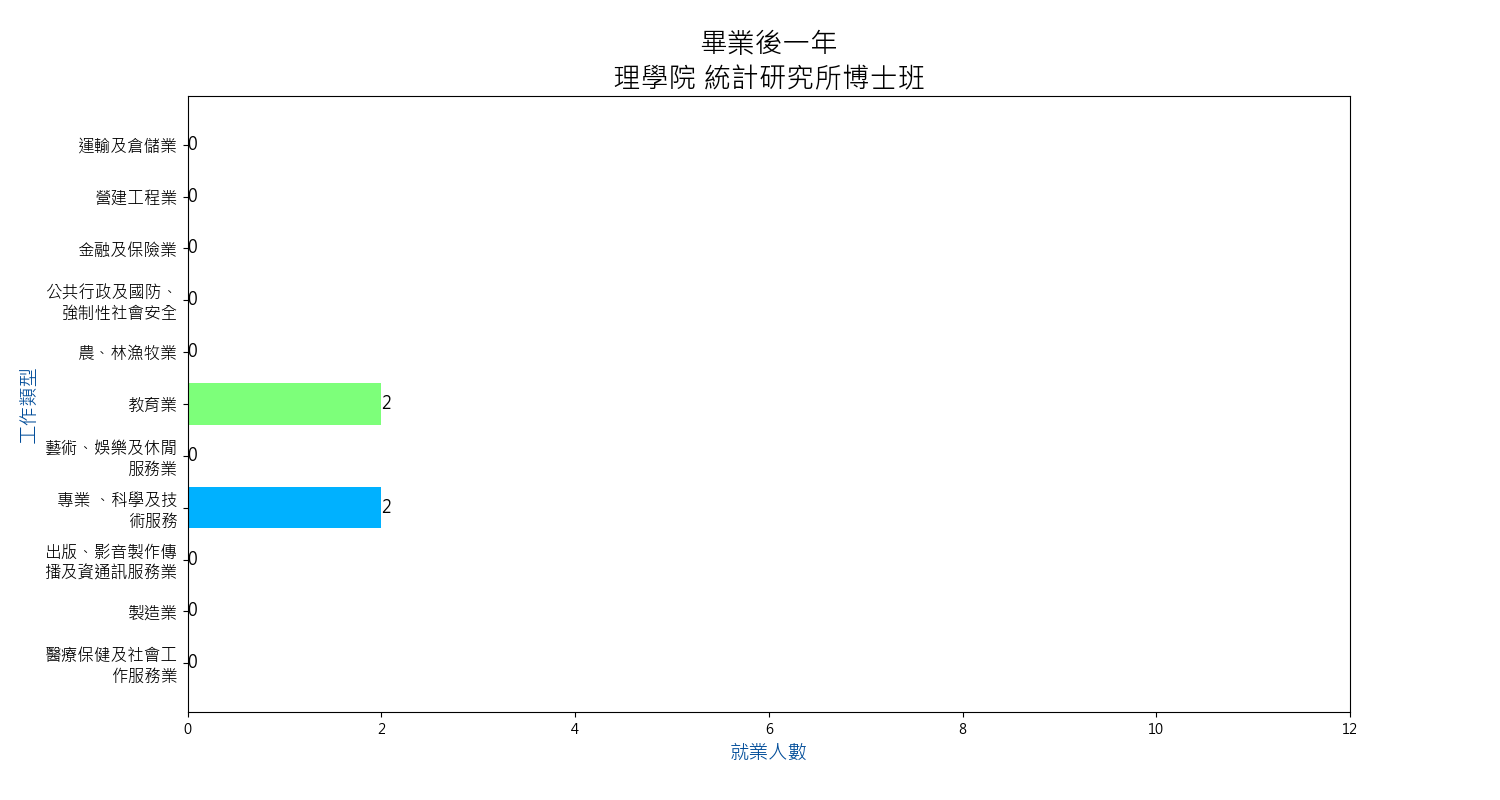 畢業後一年
理學院 統計研究所博士班
運輸及倉儲業
0
營建工程業
0
金融及保險業
0
公共行政及國防、
強制性社會安全
0
農、林漁牧業
0
教育業
2
藝術、娛樂及休閒
服務業
0
專業 、科學及技
術服務
2
出版、影音製作傳
播及資通訊服務業
0
製造業
0
醫療保健及社會工
作服務業
0
工作類型
0 2 4 6 8 10 12
就業人數